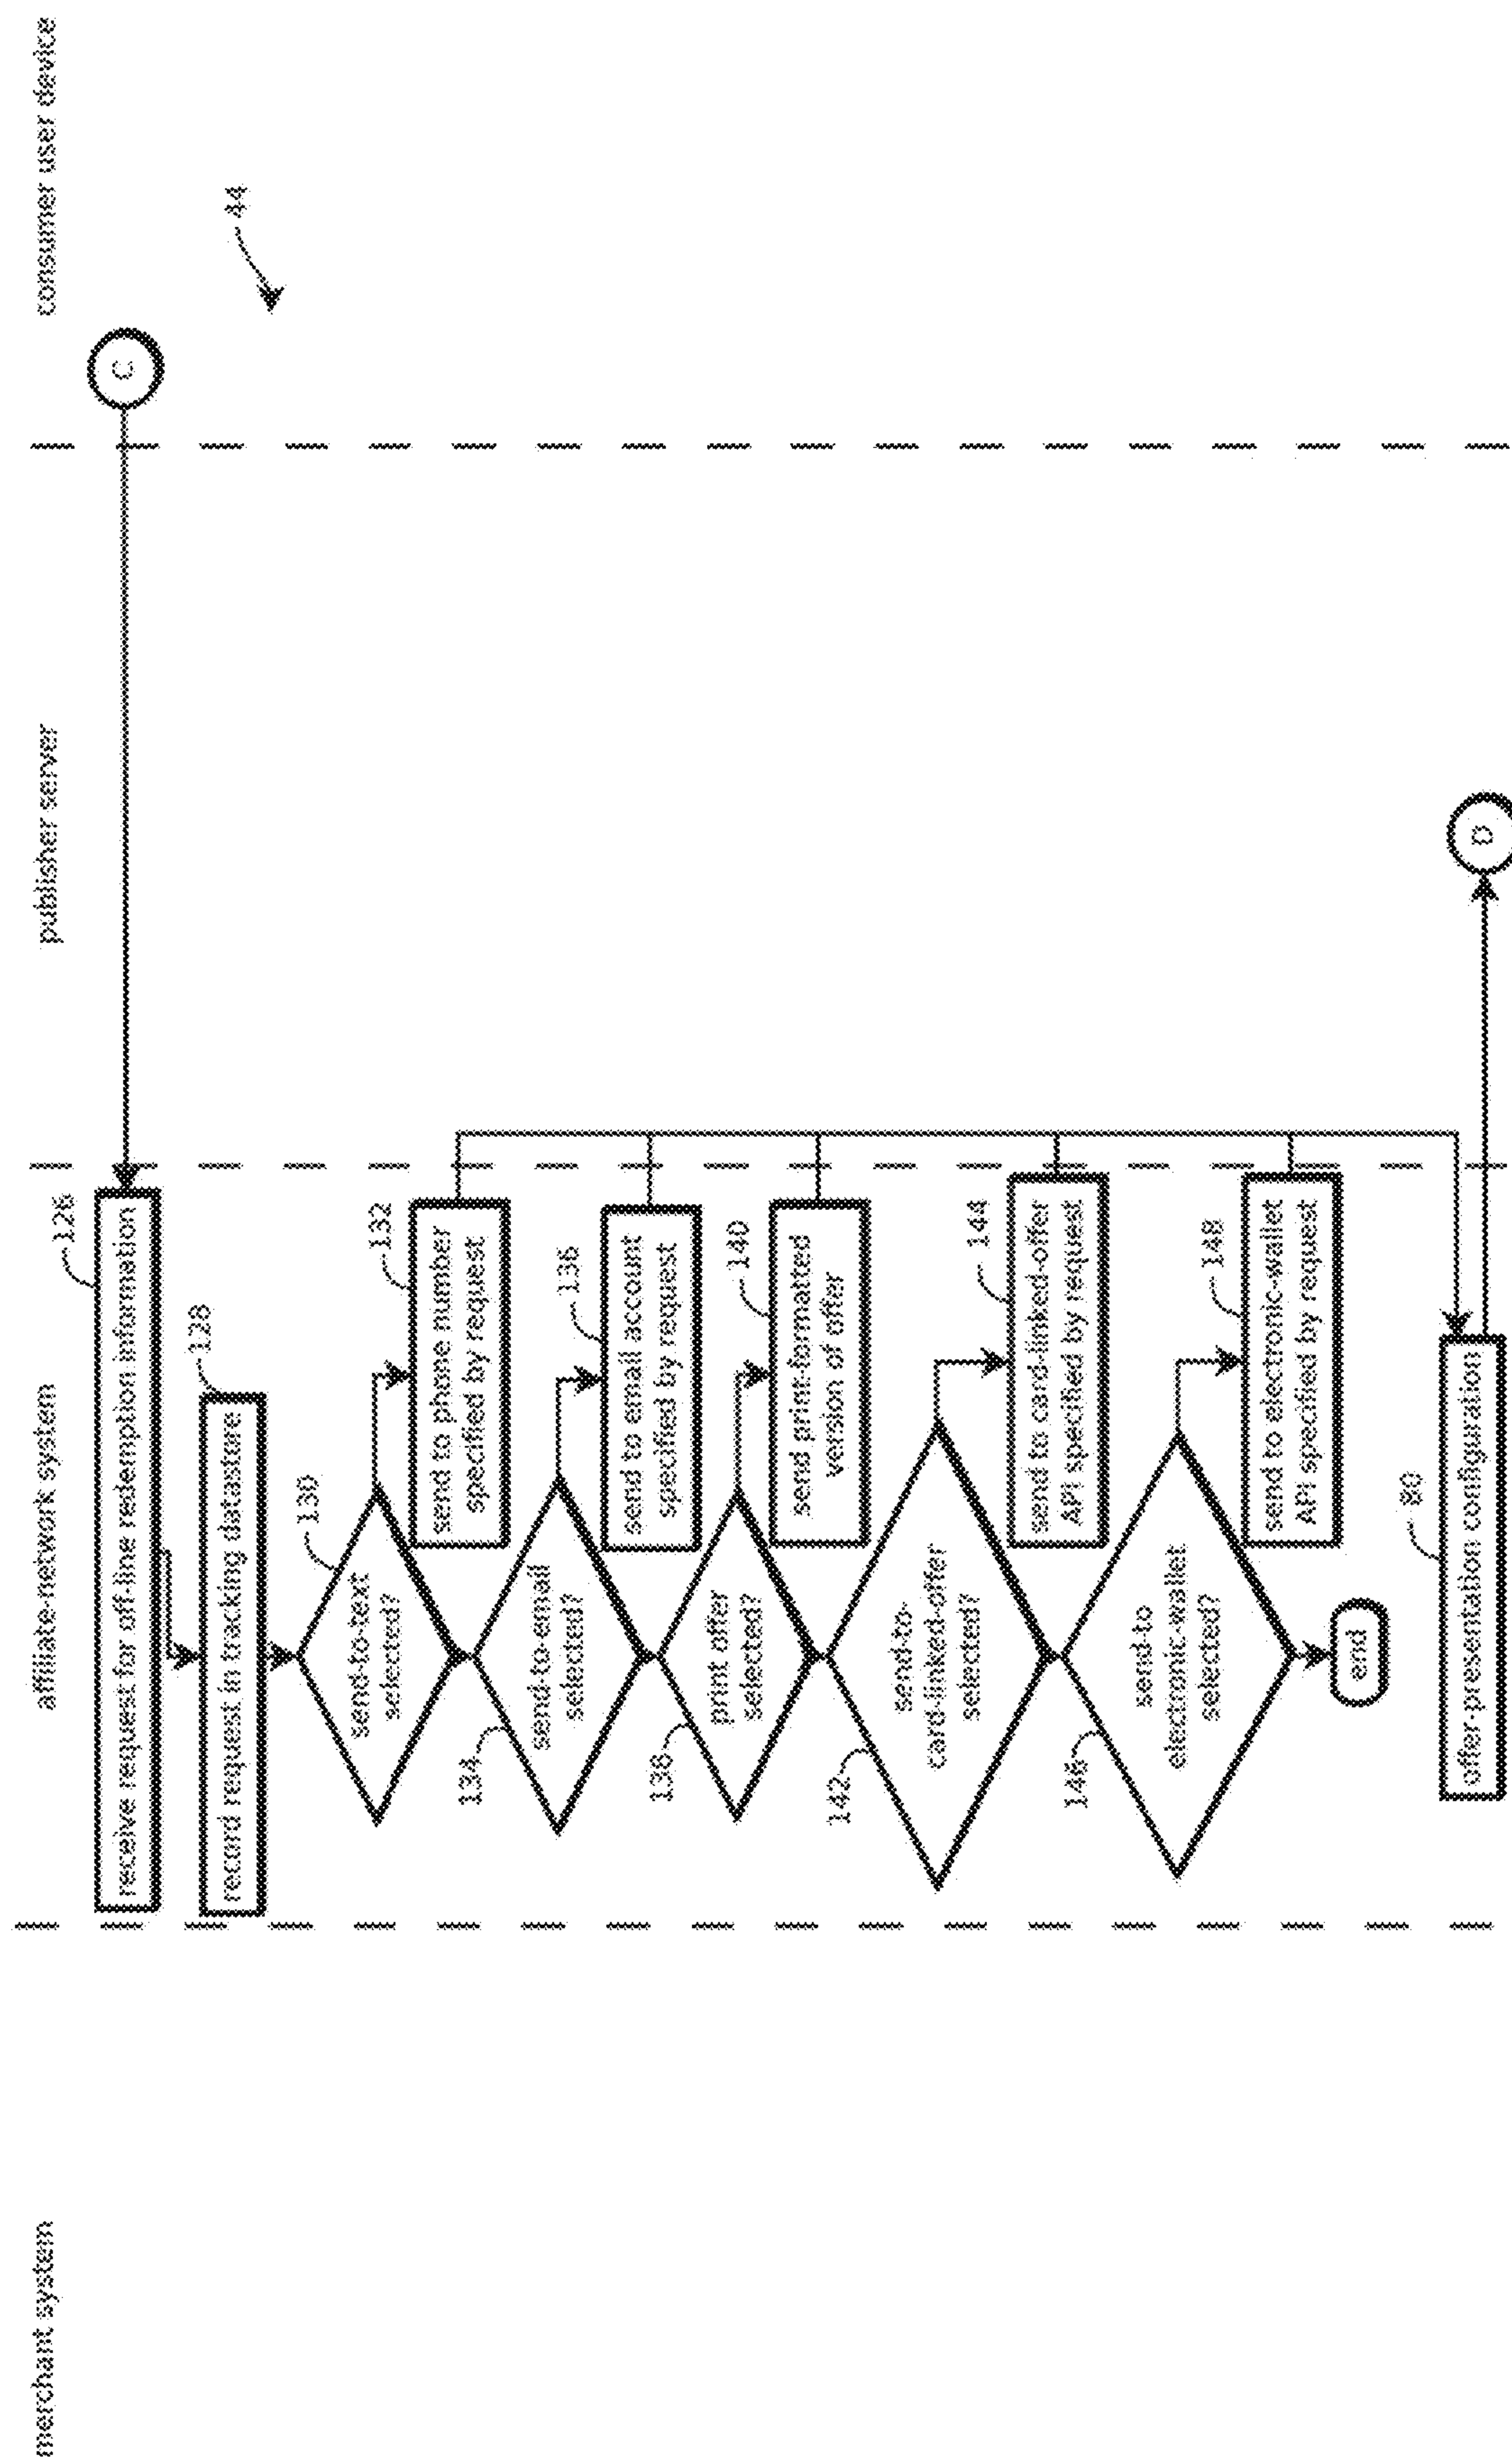 merchant system
affiliate-network system
publisher server
consumer user device
C
44
126
receive request for off-line redemption information
128
record request in tracking datastore
130
send-to-text
selected?
132
send to phone number
specified by request
134
send-to-email
selected?
136
send to email account
specified by request
138
print offer
selected?
140
send print-formatted
version of offer
142
send-to-
card-linked-offer
selected?
144
send to card-linked-offer
API specified by request
146
send-to
electronic-wallet
selected?
148
send to electronic-wallet
API specified by request
end
80
offer-presentation configuration
D